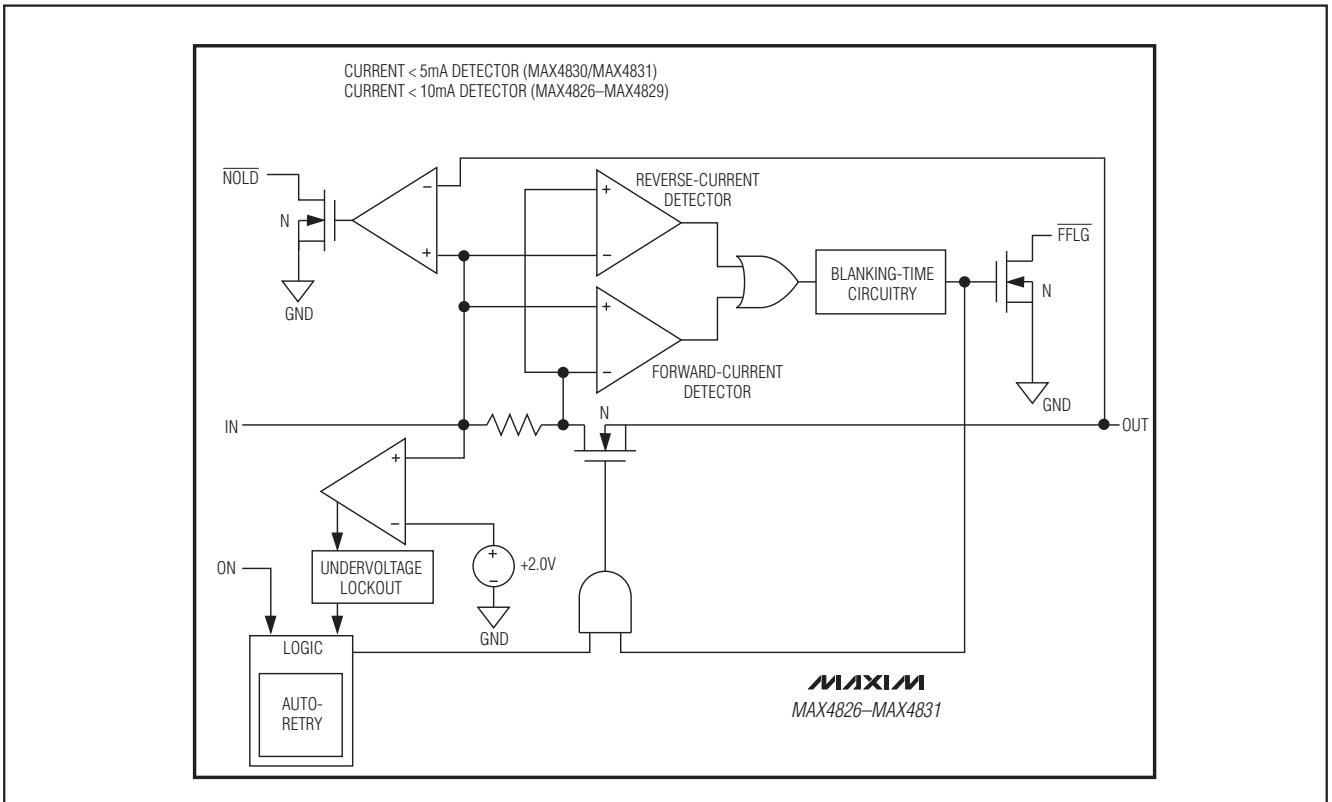 CURRENT < 5mA DETECTOR (MAX4830/MAX4831)
CURRENT < 10mA DETECTOR (MAX4826–MAX4829)
NOLD
N
GND
−
+
REVERSE-CURRENT
DETECTOR
+
−
+
−
FORWARD-CURRENT
DETECTOR
BLANKING-TIME
CIRCUITRY
FFLG
N
GND
IN
N
OUT
+
−
+
−
+2.0V
GND
ON
UNDERVOLTAGE
LOCKOUT
LOGIC
AUTO-
RETRY
MAXIM
MAX4826–MAX4831